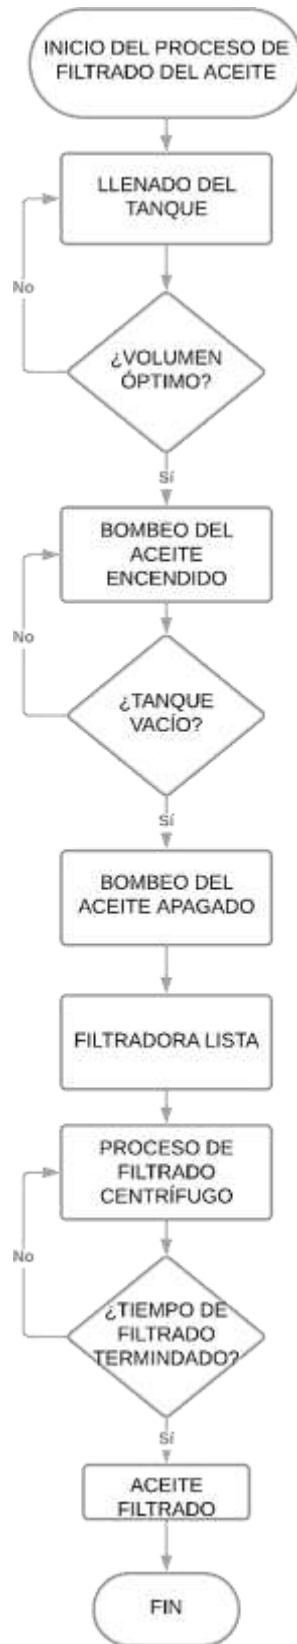 INICIO DEL PROCESO DE
FILTRADO DEL ACEITE
LLENADO DEL
TANQUE
No
¿VOLUMEN
ÓPTIMO?
Sí
BOMBEO DEL
ACEITE
ENCENDIDO
No
¿TANQUE
VACÍO?
Sí
BOMBEO DEL
ACEITE APAGADO
FILTRADORA LISTA
PROCESO DE
FILTRADO
CENTRÍFUGO
No
¿TIEMPO DE
FILTRADO
TERMINDADO?
Sí
ACEITE
FILTRADO
FIN